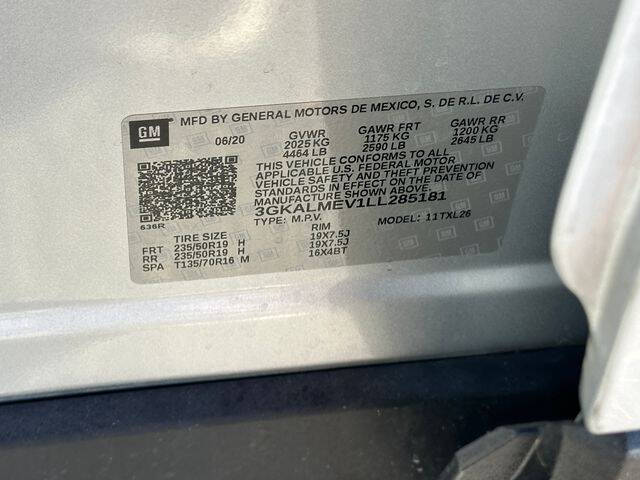 GM
MFD BY GENERAL MOTORS DE MEXICO, S. DE R.L. DE C.V.
06/20 GVWR GAWR FRT GAWR RR
2025 KG 1175 KG 1200 KG
4464 LB 2590 LB 2645 LB
THIS VEHICLE CONFORMS TO ALL
APPLICABLE U.S. FEDERAL MOTOR
VEHICLE SAFETY AND THEFT PREVENTION
STANDARDS IN EFFECT ON THE DATE OF
MANUFACTURE SHOWN ABOVE.
3GKALMEV1LL285181
636R TYPE: M.P.V. MODEL: 11TXL26
TIRE SIZE RIM
FRT 235/50R19 H 19X7.5J
RR 235/50R19 H 19X7.5J
SPA T135/70R16 M 16X4BT